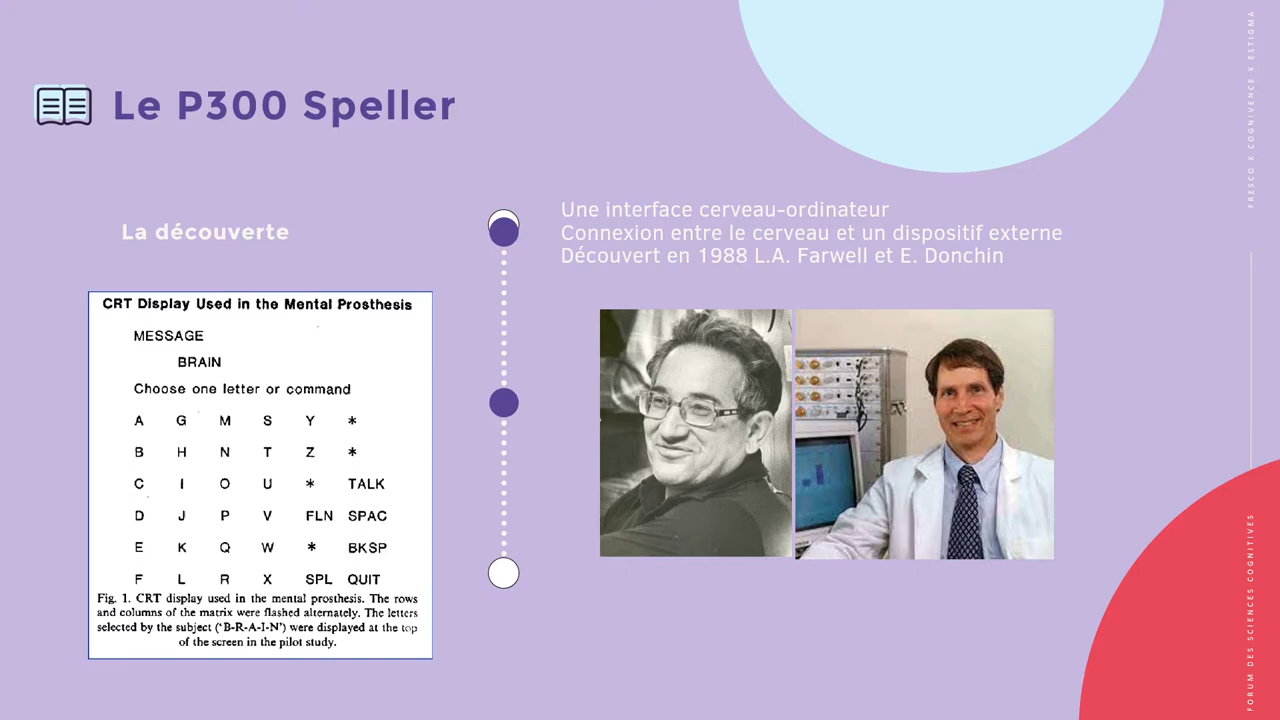 Le P300 Speller
La découverte
Une interface cerveau-ordinateur
Connexion entre le cerveau et un dispositif externe
Découvert en 1988 L.A. Farwell et E. Donchin
CRT Display Used in the Mental Prosthesis
MESSAGE
BRAIN
Choose one letter or command
A G M S Y *
B H N T Z *
C I O U * TALK
D J P V FLN SPAC
E K Q W * BKSP
F L R X SPL QUIT
Fig. 1. CRT display used in the mental prosthesis. The rows
and columns of the matrix were flashed alternately. The letters
selected by the subject ('B-R-A-I-N') were displayed at the top
of the screen in the pilot study.
FRESCO X COGNIVENCE X ESTIGMA
FORUM DES SCIENCES COGNITIVES